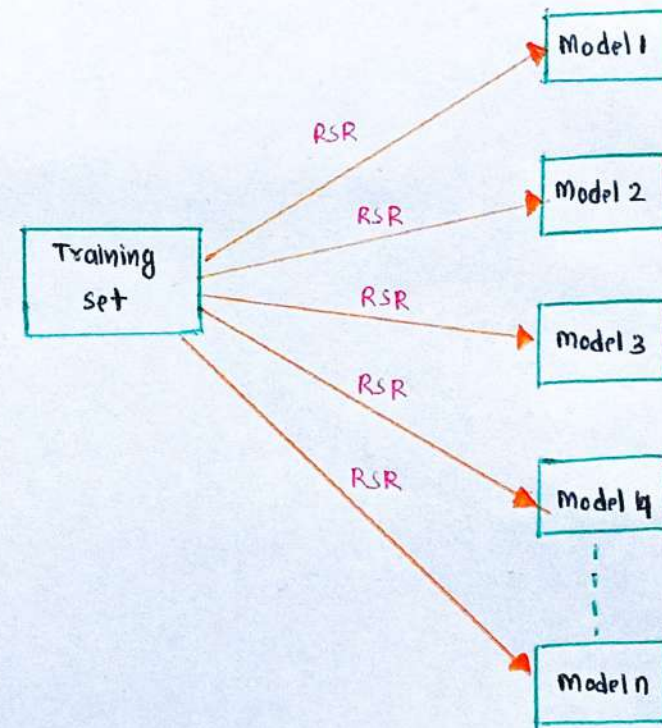 Model 1
RSR
RSR
Model 2
Training
set
RSR
Model 3
RSR
RSR
Model 4
Model n